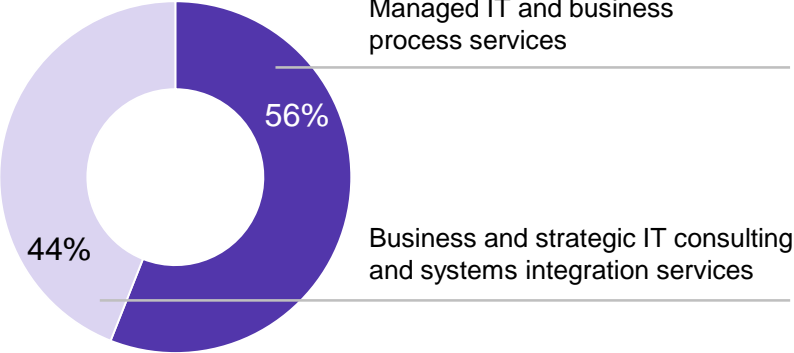 Managed IT and business
process services
56%
44%
Business and strategic IT consulting
and systems integration services